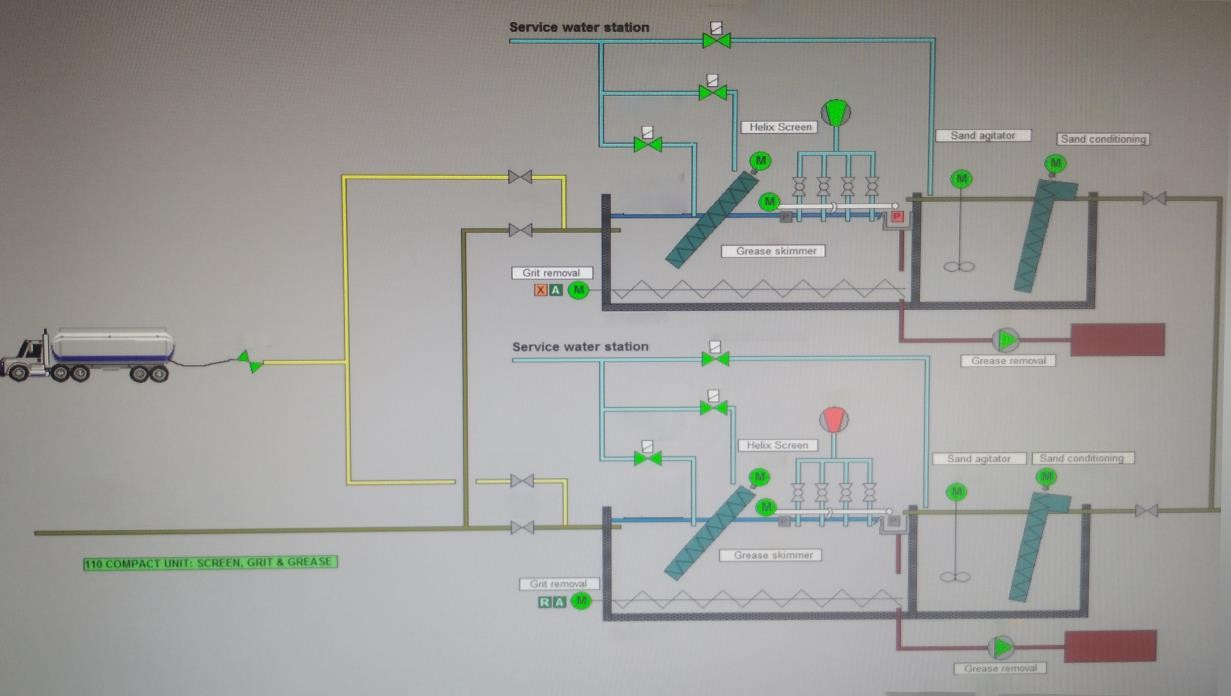 Service water station
Helix Screen
Sand agitator
Sand conditioning
M
M
M
M
P
P
Grease skimmer
Grit removal
X A M
Grease removal
Service water station
Helix Screen
Sand agitator
Sand conditioning
M
M
M
M
P
P
Grease skimmer
110 COMPACT UNIT: SCREEN, GRIT & GREASE
Grit removal
R A M
Grease removal